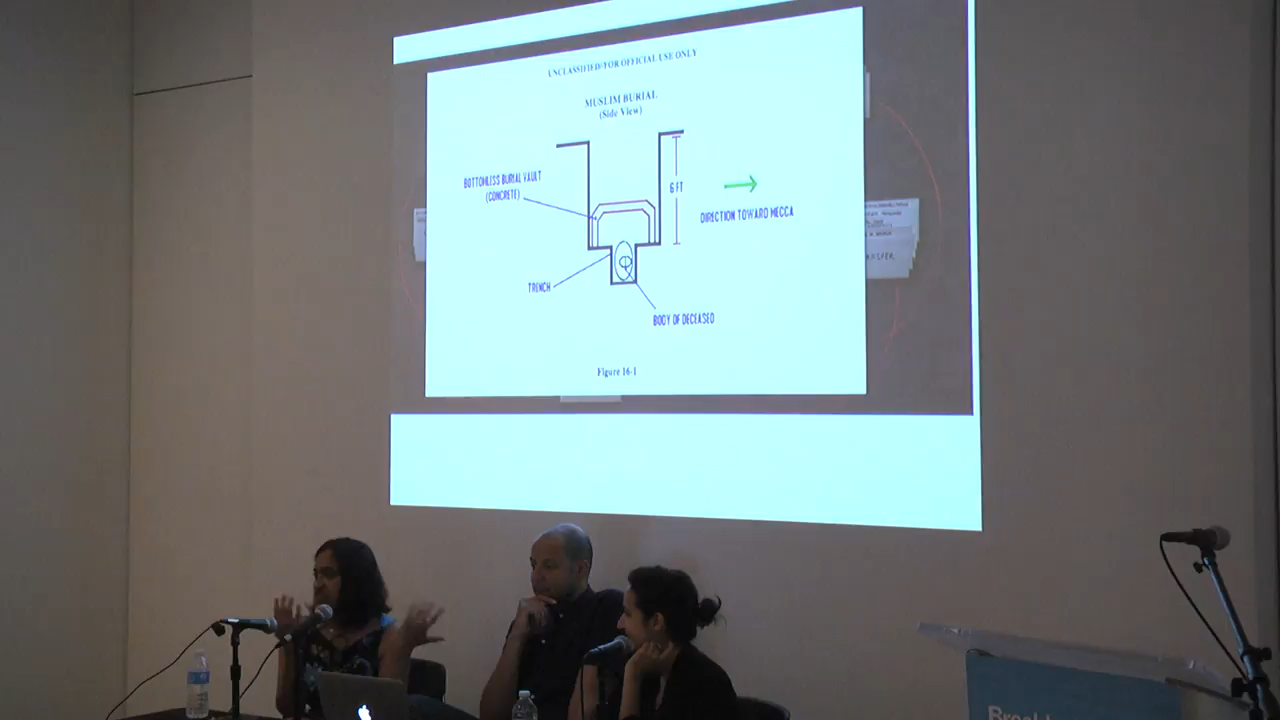 UNCLASSIFIED//FOR OFFICIAL USE ONLY
MUSLIM BURIAL
(Side View)
BOTTOMLESS BURIAL VAULT
(CONCRETE)
6 FT
DIRECTION TOWARD MECCA
TRENCH
BODY OF DECEASED
Figure 16-1